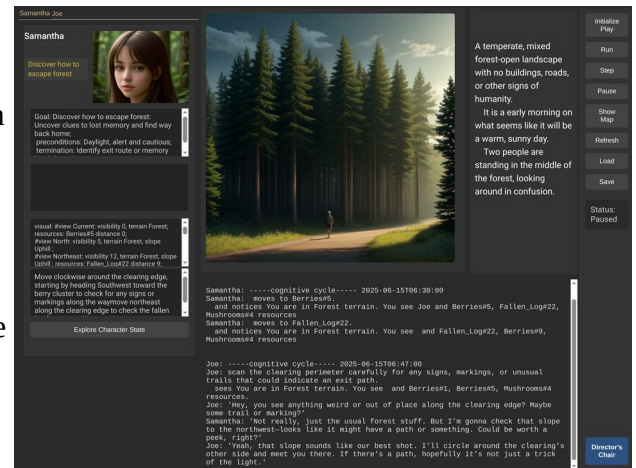 Samantha Joe
Samantha
Discover how to
escape forest
Goal: Discover how to escape forest:
Uncover clues to lost memory and find way
back home;
preconditions: Daylight, alert and cautious;
termination: Identify exit route or memory
visual: #view Current: visibility 0, terrain Forest;
resources: Berries#5 distance 0;
#view North: visibility 5, terrain Forest, slope
Uphill ;
#view Northeast: visibility 12, terrain Forest, slope
Uphill ; resources: Fallen_Log#22 distance 9;
Move clockwise around the clearing edge,
starting by heading Southwest toward the
berry cluster to check for any signs or
markings along the waymove northeast
along the clearing edge to check the fallen
Explore Character State
A temperate, mixed
forest-open landscape
with no buildings, roads,
or other signs of
humanity.
It is a early morning on
what seems like it will be
a warm, sunny day.
Two people are
standing in the middle of
the forest, looking
around in confusion.
Samantha: -----cognitive cycle----- 2025-06-15T06:30:00
Samantha:  moves to Berries#5.
and notices You are in Forest terrain. You see Joe and Berries#5, Fallen_Log#22,
Mushrooms#4 resources
Samantha:  moves to Fallen_Log#22.
and notices You are in Forest terrain. You see  and Fallen_Log#22, Berries#9,
Mushrooms#4 resources
Joe: -----cognitive cycle----- 2025-06-15T06:47:00
Joe: scan the clearing perimeter carefully for any signs, markings, or unusual
trails that could indicate an exit path.
sees You are in Forest terrain. You see  and Berries#1, Berries#5, Mushrooms#4
resources.
Joe: 'Hey, you see anything weird or out of place along the clearing edge? Maybe
some trail or marking?'
Samantha: 'Not really, just the usual forest stuff. But I'm gonna check that slope
to the northwest—looks like it might have a path or something. Could be worth a
peek, right?'
Joe: 'Yeah, that slope sounds like our best shot. I'll circle around the clearing's
other side and meet you there. If there's a path, hopefully it's not just a trick
of the light.'
Initialize
Play
Run
Step
Pause
Show
Map
Refresh
Load
Save
Status:
Paused
Director's
Chair